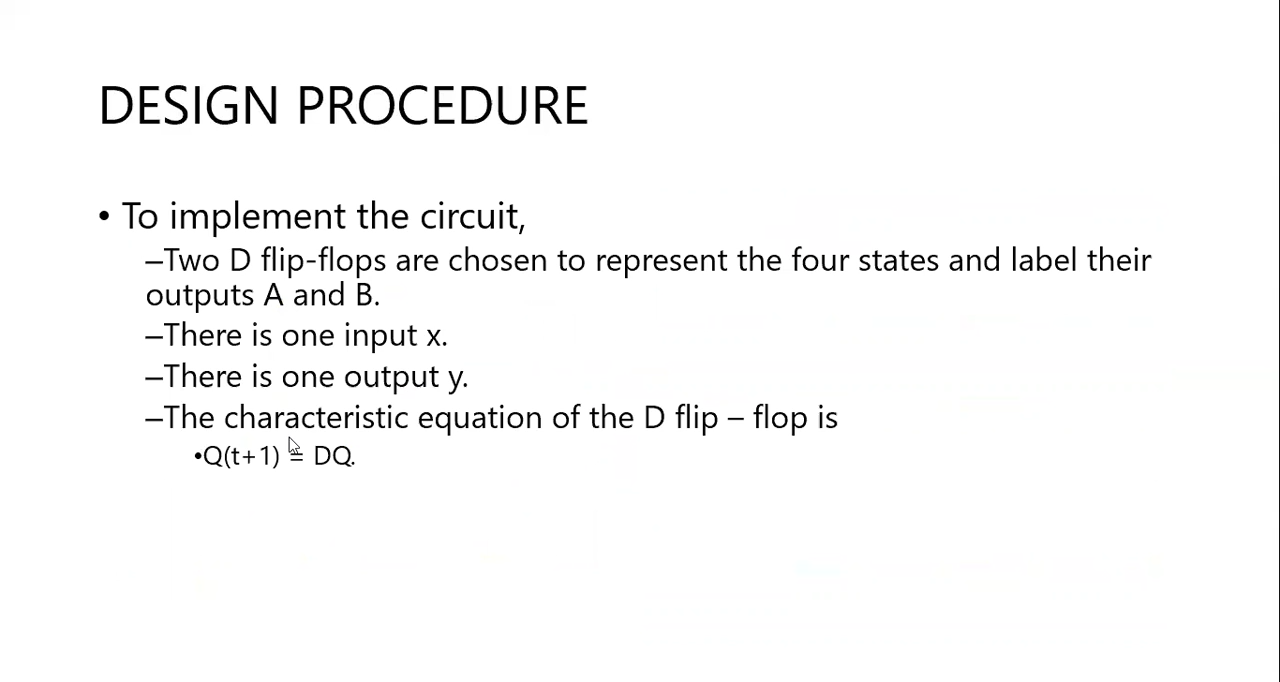 DESIGN PROCEDURE
• To implement the circuit,
–Two D flip-flops are chosen to represent the four states and label their
outputs A and B.
–There is one input x.
–There is one output y.
–The characteristic equation of the D flip – flop is
•Q(t+1) = DQ.